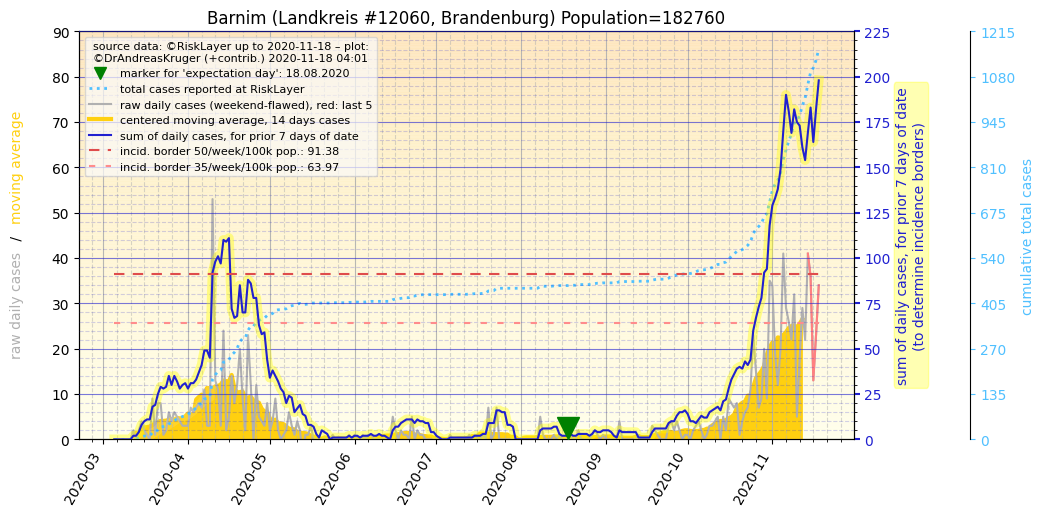 Barnim (Landkreis #12060, Brandenburg) Population=182760
source data: ©RiskLayer up to 2020-11-18 – plot:
©DrAndreasKruger (+contrib.) 2020-11-18 04:01
marker for 'expectation day': 18.08.2020
total cases reported at RiskLayer
raw daily cases (weekend-flawed), red: last 5
centered moving average, 14 days cases
sum of daily cases, for prior 7 days of date
incid. border 50/week/100k pop.: 91.38
incid. border 35/week/100k pop.: 63.97
raw daily cases / moving average
90
80
70
60
50
40
30
20
10
0
2020-03
2020-04
2020-05
2020-06
2020-07
2020-08
2020-09
2020-10
2020-11
225
200
175
150
125
100
75
50
25
0
sum of daily cases, for prior 7 days of date
(to determine incidence borders)
1215
1080
945
810
675
540
405
270
135
0
cumulative total cases